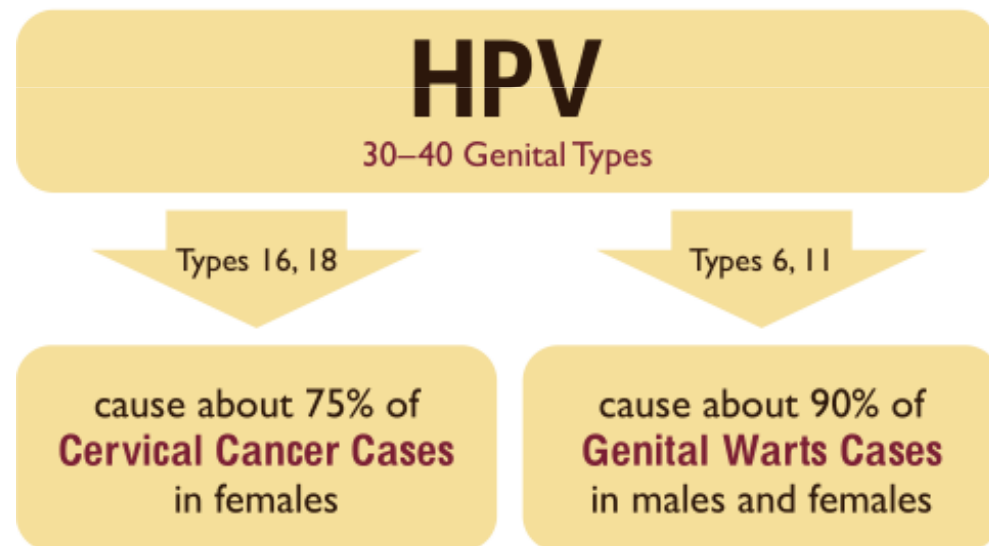 HPV
30–40 Genital Types
Types 16, 18
Types 6, 11
cause about 75% of
Cervical Cancer Cases
in females
cause about 90% of
Genital Warts Cases
in males and females